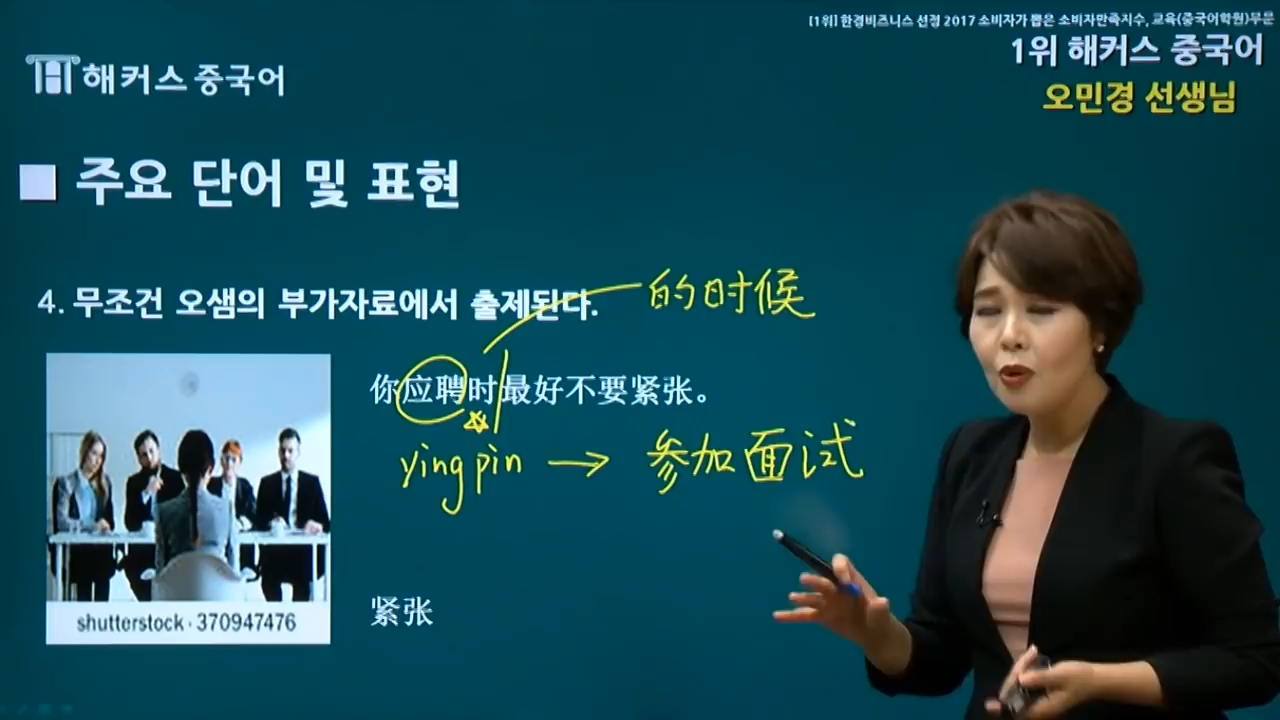 [1위] 한경비즈니스 선정 2017 소비자가 뽑은 소비자만족지수, 교육(중국어학원)부문
1위 해커스 중국어
오민경 선생님
해커스 중국어
주요 단어 및 표현
4. 무조건 오샘의 부가자료에서 출제된다.
的时候
你应聘时最好不要紧张。
yingpin → 参加面试
紧张
shutterstock · 370947476